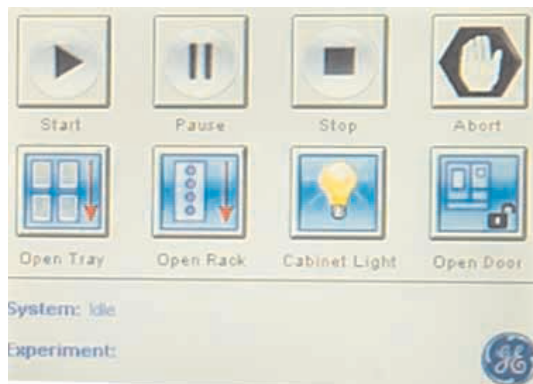 Start Pause Stop Abort
Open Tray Open Rack Cabinet Light Open Door
System: Idle
Experiment:
GE